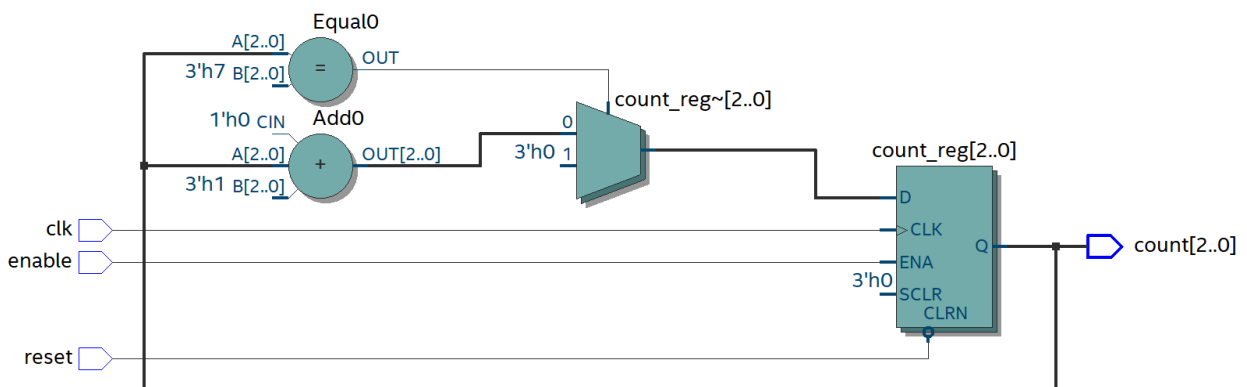 Equal0
A[2..0]
3'h7 B[2..0]
=
OUT
Add0
1'h0 CIN
A[2..0]
3'h1 B[2..0]
+
OUT[2..0]
count_reg~[2..0]
0
3'h0 1
count_reg[2..0]
D
clk
CLK
Q
count[2..0]
enable
ENA
3'h0
SCLR
CLRN
reset